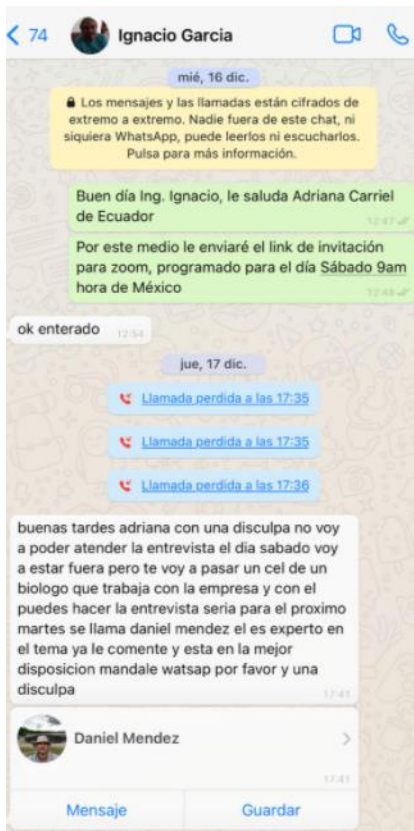 74 Ignacio Garcia
mié, 16 dic.
Los mensajes y las llamadas están cifrados de
extremo a extremo. Nadie fuera de este chat, ni
siquiera WhatsApp, puede leerlos ni escucharlos.
Pulsa para más información.
Buen día Ing. Ignacio, le saluda Adriana Carriel
de Ecuador
12:47
Por este medio le enviaré el link de invitación
para zoom, programado para el día Sábado 9am
hora de México
12:48
ok enterado 12:54
jue, 17 dic.
Llamada perdida a las 17:35
Llamada perdida a las 17:35
Llamada perdida a las 17:36
buenas tardes adriana con una disculpa no voy
a poder atender la entrevista el dia sabado voy
a estar fuera pero te voy a pasar un cel de un
biologo que trabaja con la empresa y con el
puedes hacer la entrevista seria para el proximo
martes se llama daniel mendez el es experto en
el tema ya le comente y esta en la mejor
disposicion mandale watsap por favor y una
disculpa
17:41
Daniel Mendez
17:41
Mensaje Guardar